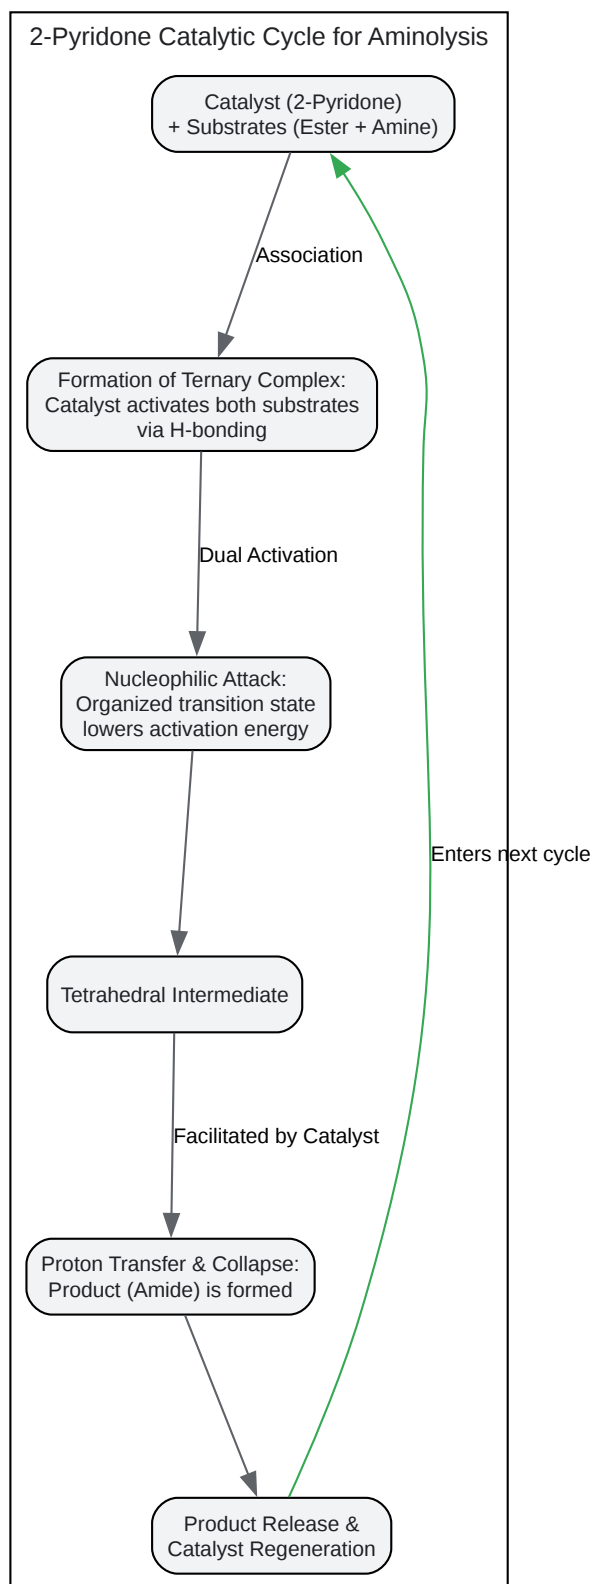 2-Pyridone Catalytic Cycle for Aminolysis
Catalyst (2-Pyridone)
+ Substrates (Ester + Amine)
Association
Formation of Ternary Complex:
Catalyst activates both substrates
via H-bonding
Dual Activation
Nucleophilic Attack:
Organized transition state
lowers activation energy
Enters next cycle
Tetrahedral Intermediate
Facilitated by Catalyst
Proton Transfer & Collapse:
Product (Amide) is formed
Product Release &
Catalyst Regeneration